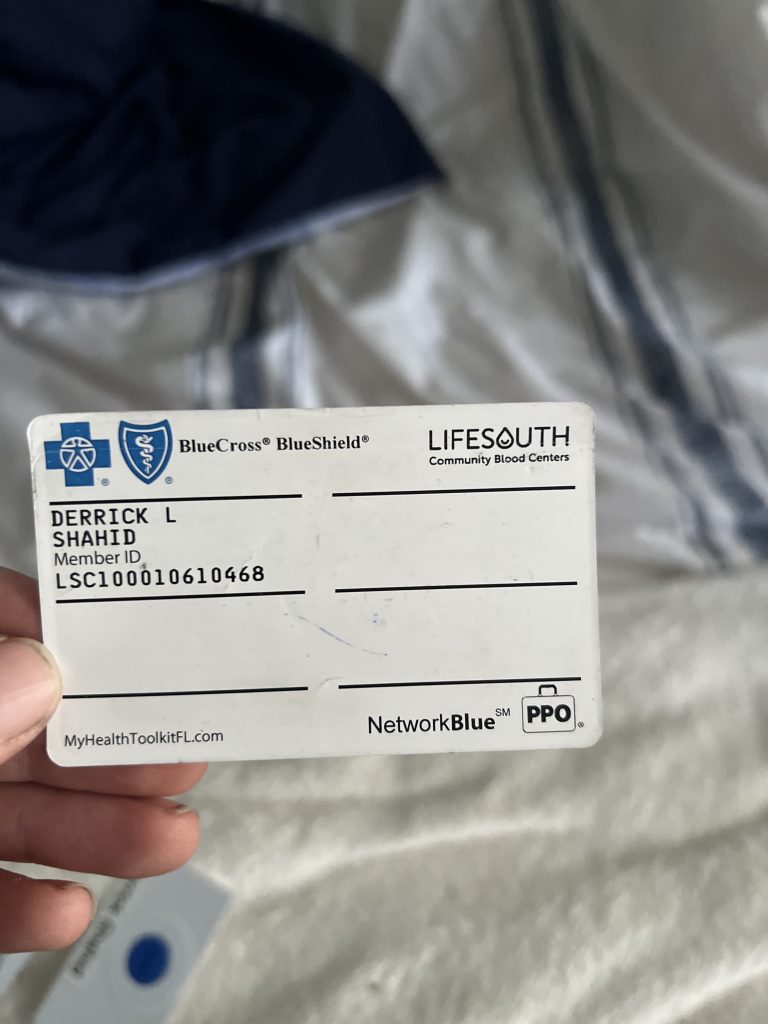 BlueCross® BlueShield®
LIFESOUTH
Community Blood Centers
DERRICK L
SHAHID
Member ID
LSC100010610468
MyHealthToolkitFL.com
NetworkBlue℠
PPO®